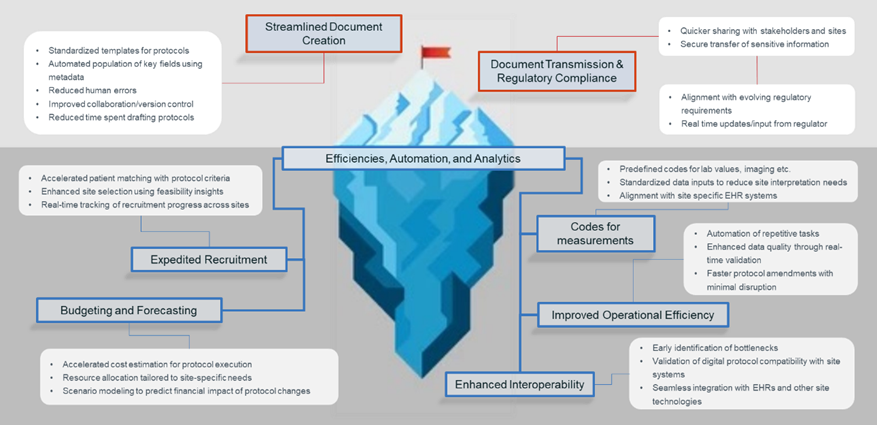 Streamlined Document
Creation
• Standardized templates for protocols
• Automated population of key fields using
metadata
• Reduced human errors
• Improved collaboration/version control
• Reduced time spent drafting protocols
Document Transmission &
Regulatory Compliance
• Quicker sharing with stakeholders and sites
• Secure transfer of sensitive information
• Alignment with evolving regulatory
requirements
• Real time updates/input from regulator
Efficiencies, Automation, and Analytics
• Accelerated patient matching with protocol criteria
• Enhanced site selection using feasibility insights
• Real-time tracking of recruitment progress across sites
Expedited Recruitment
Budgeting and Forecasting
• Accelerated cost estimation for protocol execution
• Resource allocation tailored to site-specific needs
• Scenario modeling to predict financial impact of protocol changes
• Predefined codes for lab values, imaging etc.
• Standardized data inputs to reduce site interpretation needs
• Alignment with site specific EHR systems
Codes for
measurements
• Automation of repetitive tasks
• Enhanced data quality through real-
time validation
• Faster protocol amendments with
minimal disruption
Improved Operational Efficiency
• Early identification of bottlenecks
• Validation of digital protocol compatibility with site
systems
• Seamless integration with EHRs and other site
technologies
Enhanced Interoperability